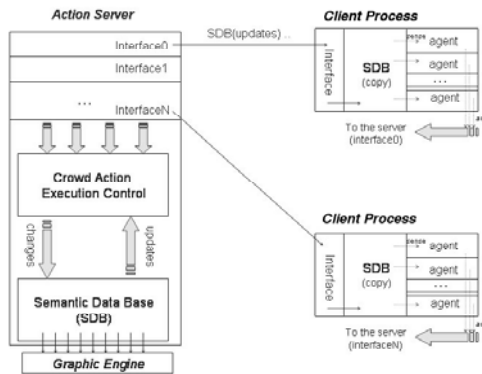 Action Server
Interface0
Interface1
...
InterfaceN
Crowd Action
Execution Control
changes
updates
Semantic Data Base
(SDB)
Graphic Engine
SDB(updates) ..
Client Process
Interface
SDB
(copy)
sense
agent
agent
...
agent
To the server
(interface0)
Client Process
Interface
SDB
(copy)
sense
agent
agent
...
agent
To the server
(interfaceN)